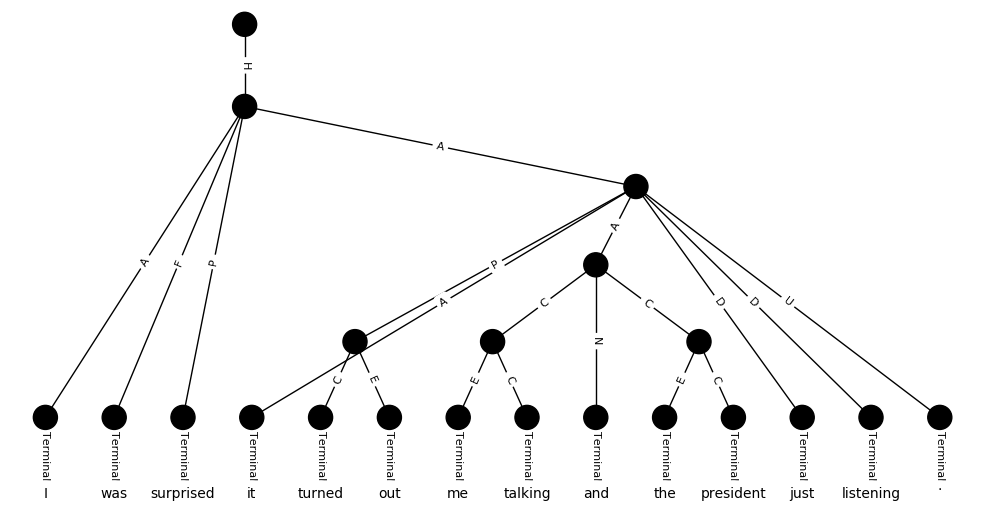 H
A
A
F
P
P
A
A
C
N
C
D
D
U
C
E
E
C
E
C
Terminal Terminal Terminal Terminal Terminal Terminal Terminal Terminal Terminal Terminal Terminal Terminal Terminal Terminal
I was surprised it turned out me talking and the president just listening .